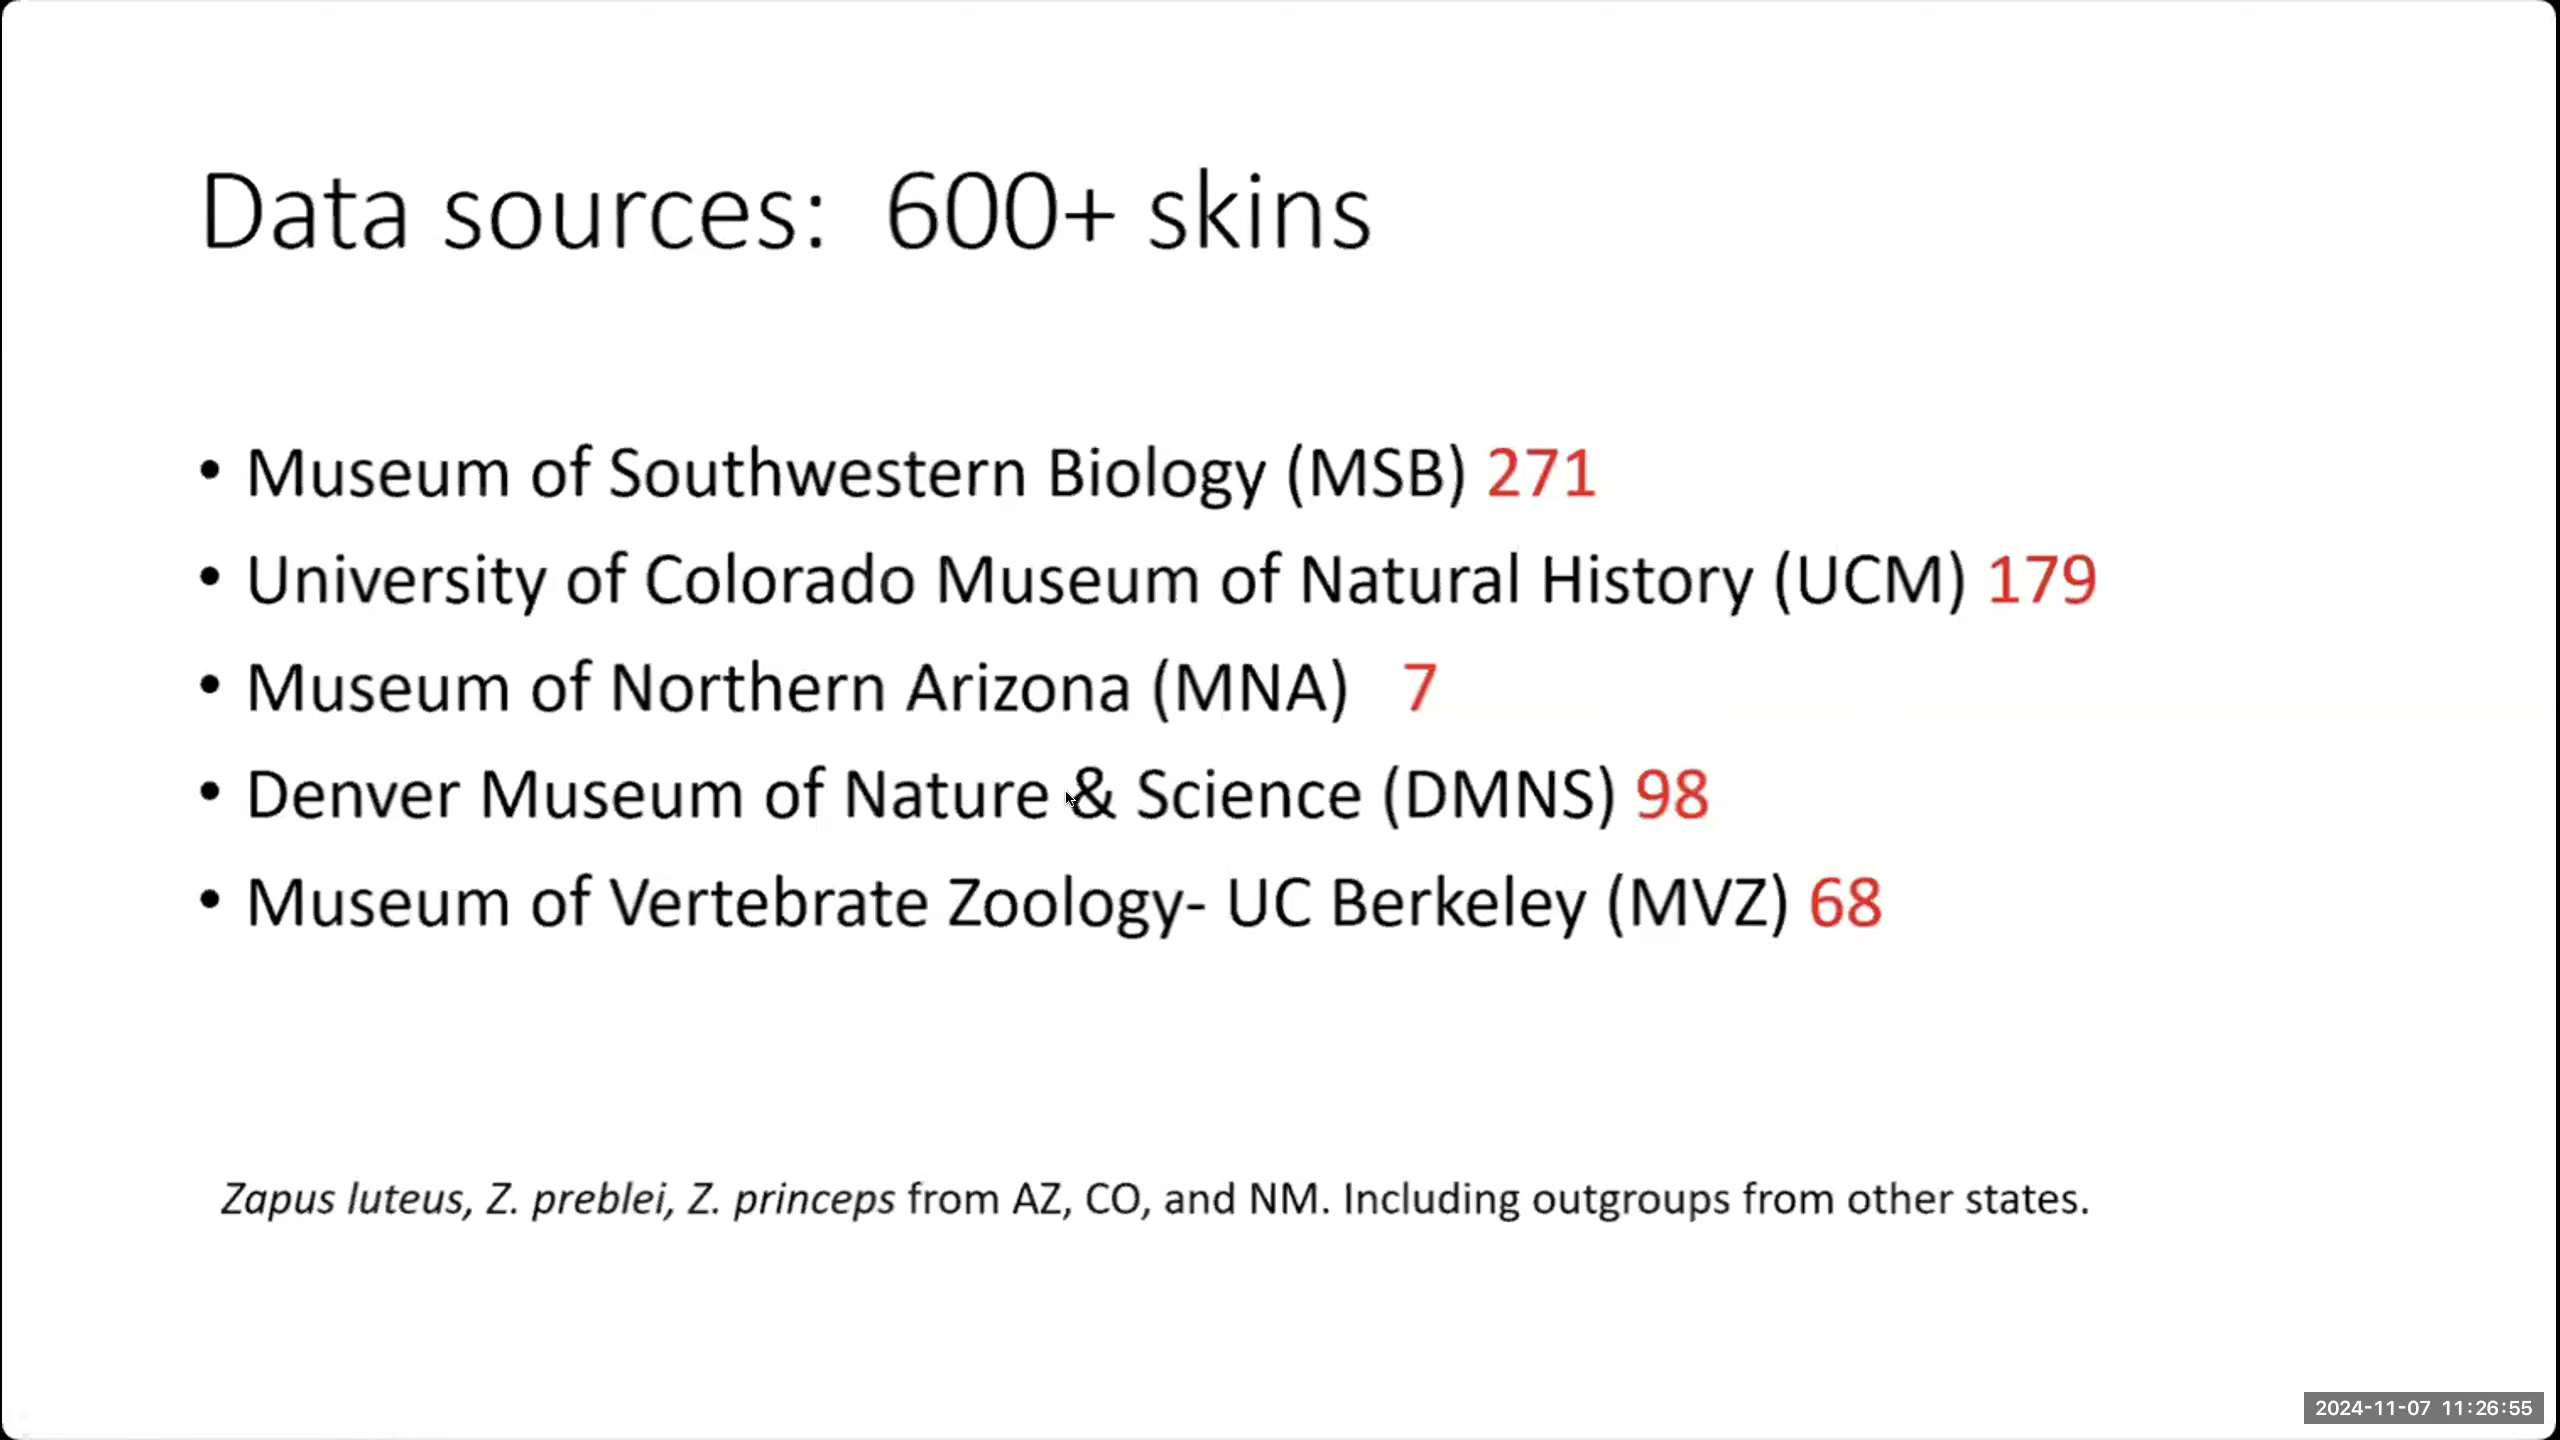 Data sources:  600+ skins
• Museum of Southwestern Biology (MSB) 271
• University of Colorado Museum of Natural History (UCM) 179
• Museum of Northern Arizona (MNA)   7
• Denver Museum of Nature & Science (DMNS) 98
• Museum of Vertebrate Zoology- UC Berkeley (MVZ) 68
Zapus luteus, Z. preblei, Z. princeps from AZ, CO, and NM. Including outgroups from other states.
2024-11-07 11:26:55